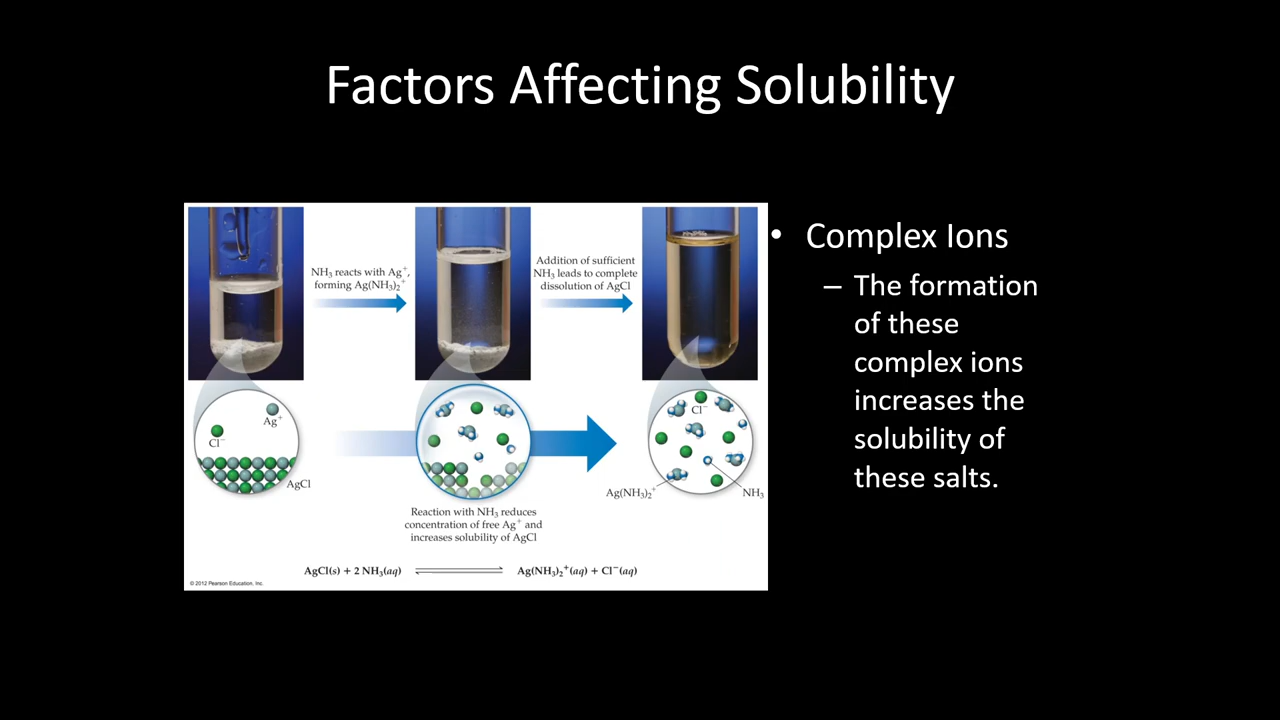 Factors Affecting Solubility
NH₃ reacts with Ag⁺,
forming Ag(NH₃)₂⁺
Addition of sufficient
NH₃ leads to complete
dissolution of AgCl
Ag⁺
Cl⁻
AgCl
Cl⁻
Ag(NH₃)₂⁺
NH₃
Reaction with NH₃ reduces
concentration of free Ag⁺ and
increases solubility of AgCl
AgCl(s) + 2 NH₃(aq) ⇌ Ag(NH₃)₂⁺(aq) + Cl⁻(aq)
© 2012 Pearson Education, Inc.
• Complex Ions
– The formation
of these
complex ions
increases the
solubility of
these salts.